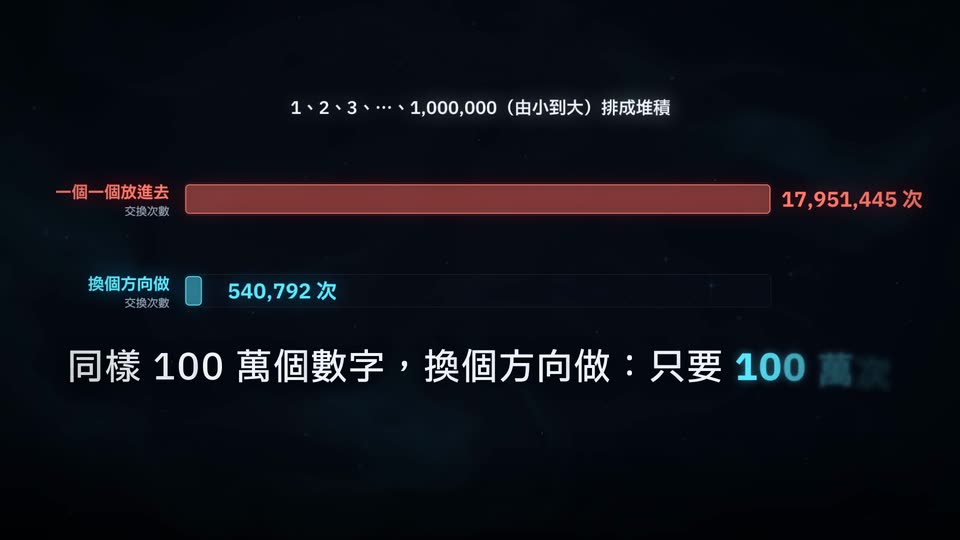 1、2、3、⋯、1,000,000（由小到大）排成堆積
一個一個放進去
交換次數
17,951,445 次
換個方向做
交換次數
540,792 次
同樣 100 萬個數字，換個方向做：只要 100 萬次